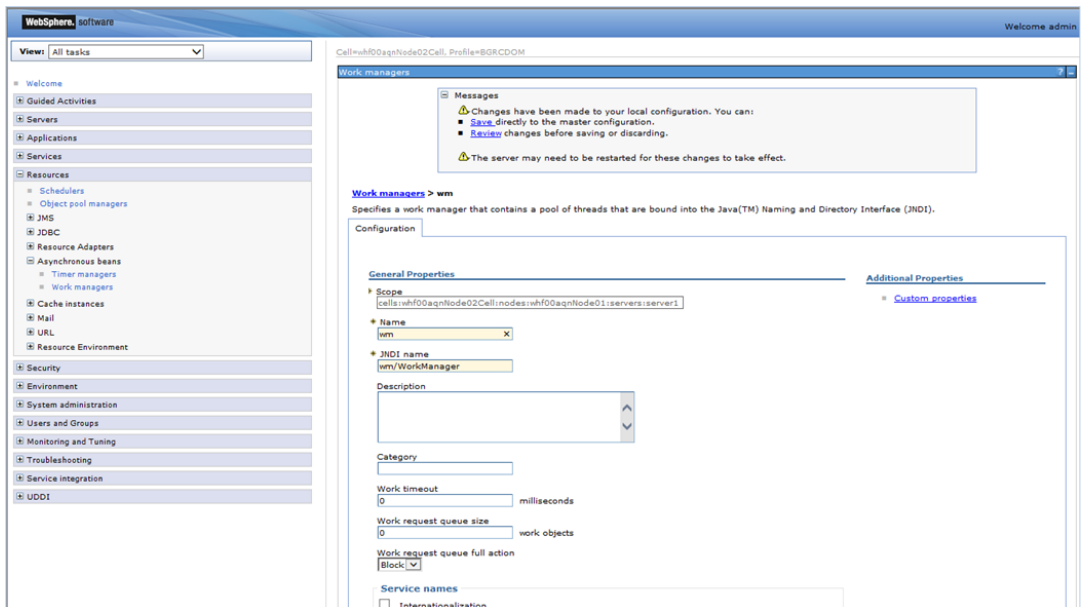 WebSphere. software
Welcome admin
View: All tasks
Cell=whf00aqnNode02Cell, Profile=BGRCDOM
Work managers
? -
Welcome
Guided Activities
Servers
Applications
Services
Resources
Schedulers
Object pool managers
JMS
JDBC
Resource Adapters
Asynchronous beans
Timer managers
Work managers
Cache instances
Mail
URL
Resource Environment
Security
Environment
System administration
Users and Groups
Monitoring and Tuning
Troubleshooting
Service integration
UDDI
Messages
Changes have been made to your local configuration. You can:
Save directly to the master configuration.
Review changes before saving or discarding.
The server may need to be restarted for these changes to take effect.
Work managers > wm
Specifies a work manager that contains a pool of threads that are bound into the Java(TM) Naming and Directory Interface (JNDI).
Configuration
General Properties
Scope
cells:whf00aqnNode02Cell:nodes:whf00aqnNode01:servers:server1
Name
wm
JNDI name
wm/WorkManager
Description
Category
Work timeout
0 milliseconds
Work request queue size
0 work objects
Work request queue full action
Block
Service names
Internationalization
Additional Properties
Custom properties